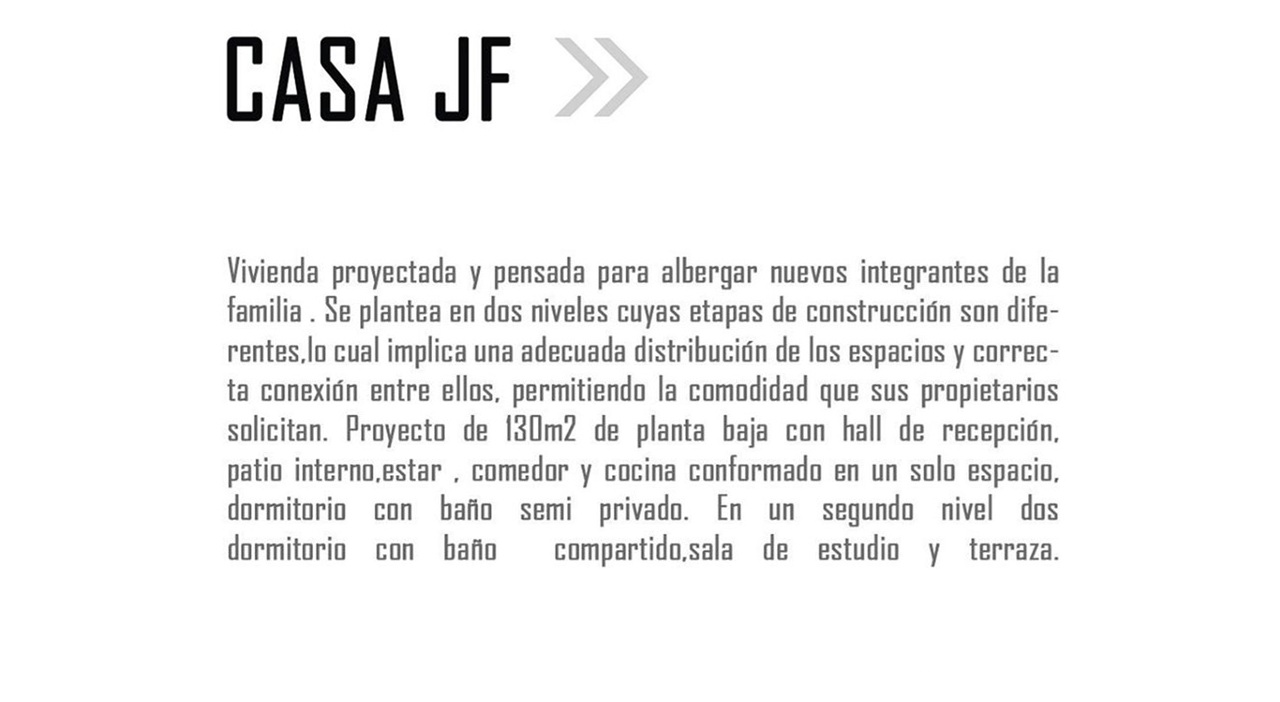 CASA JF
Vivienda proyectada y pensada para albergar nuevos integrantes de la
familia . Se plantea en dos niveles cuyas etapas de construcción son dife-
rentes,lo cual implica una adecuada distribución de los espacios y correc-
ta conexión entre ellos, permitiendo la comodidad que sus propietarios
solicitan. Proyecto de 130m2 de planta baja con hall de recepción,
patio interno,estar , comedor y cocina conformado en un solo espacio,
dormitorio con baño semi privado. En un segundo nivel dos
dormitorio con baño compartido,sala de estudio y terraza.